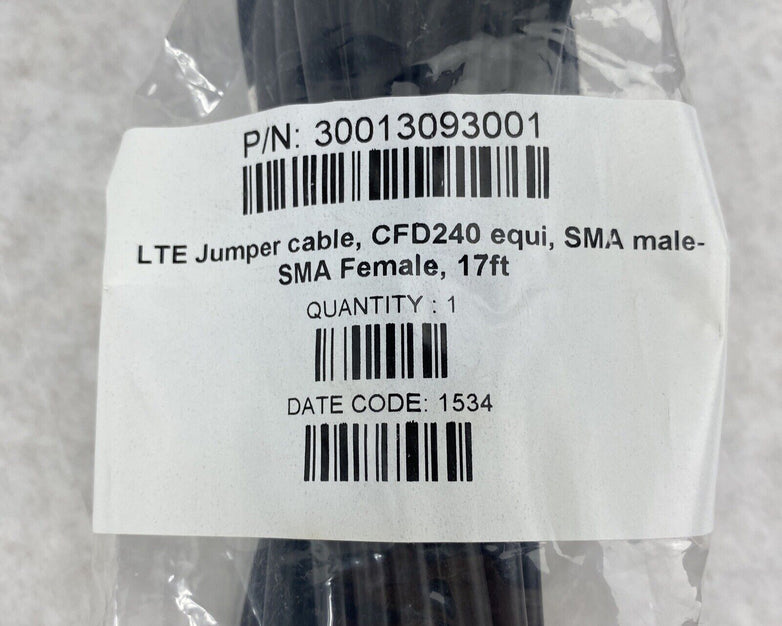 P/N: 30013093001
LTE Jumper cable, CFD240 equi, SMA male-
SMA Female, 17ft
QUANTITY : 1
DATE CODE: 1534